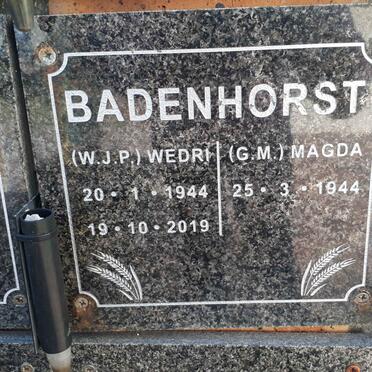 BADENHORST
(W.J.P.) WEDRI (G.M.) MAGDA
20 • 1 • 1944 25 • 3 • 1944
19 • 10 • 2019